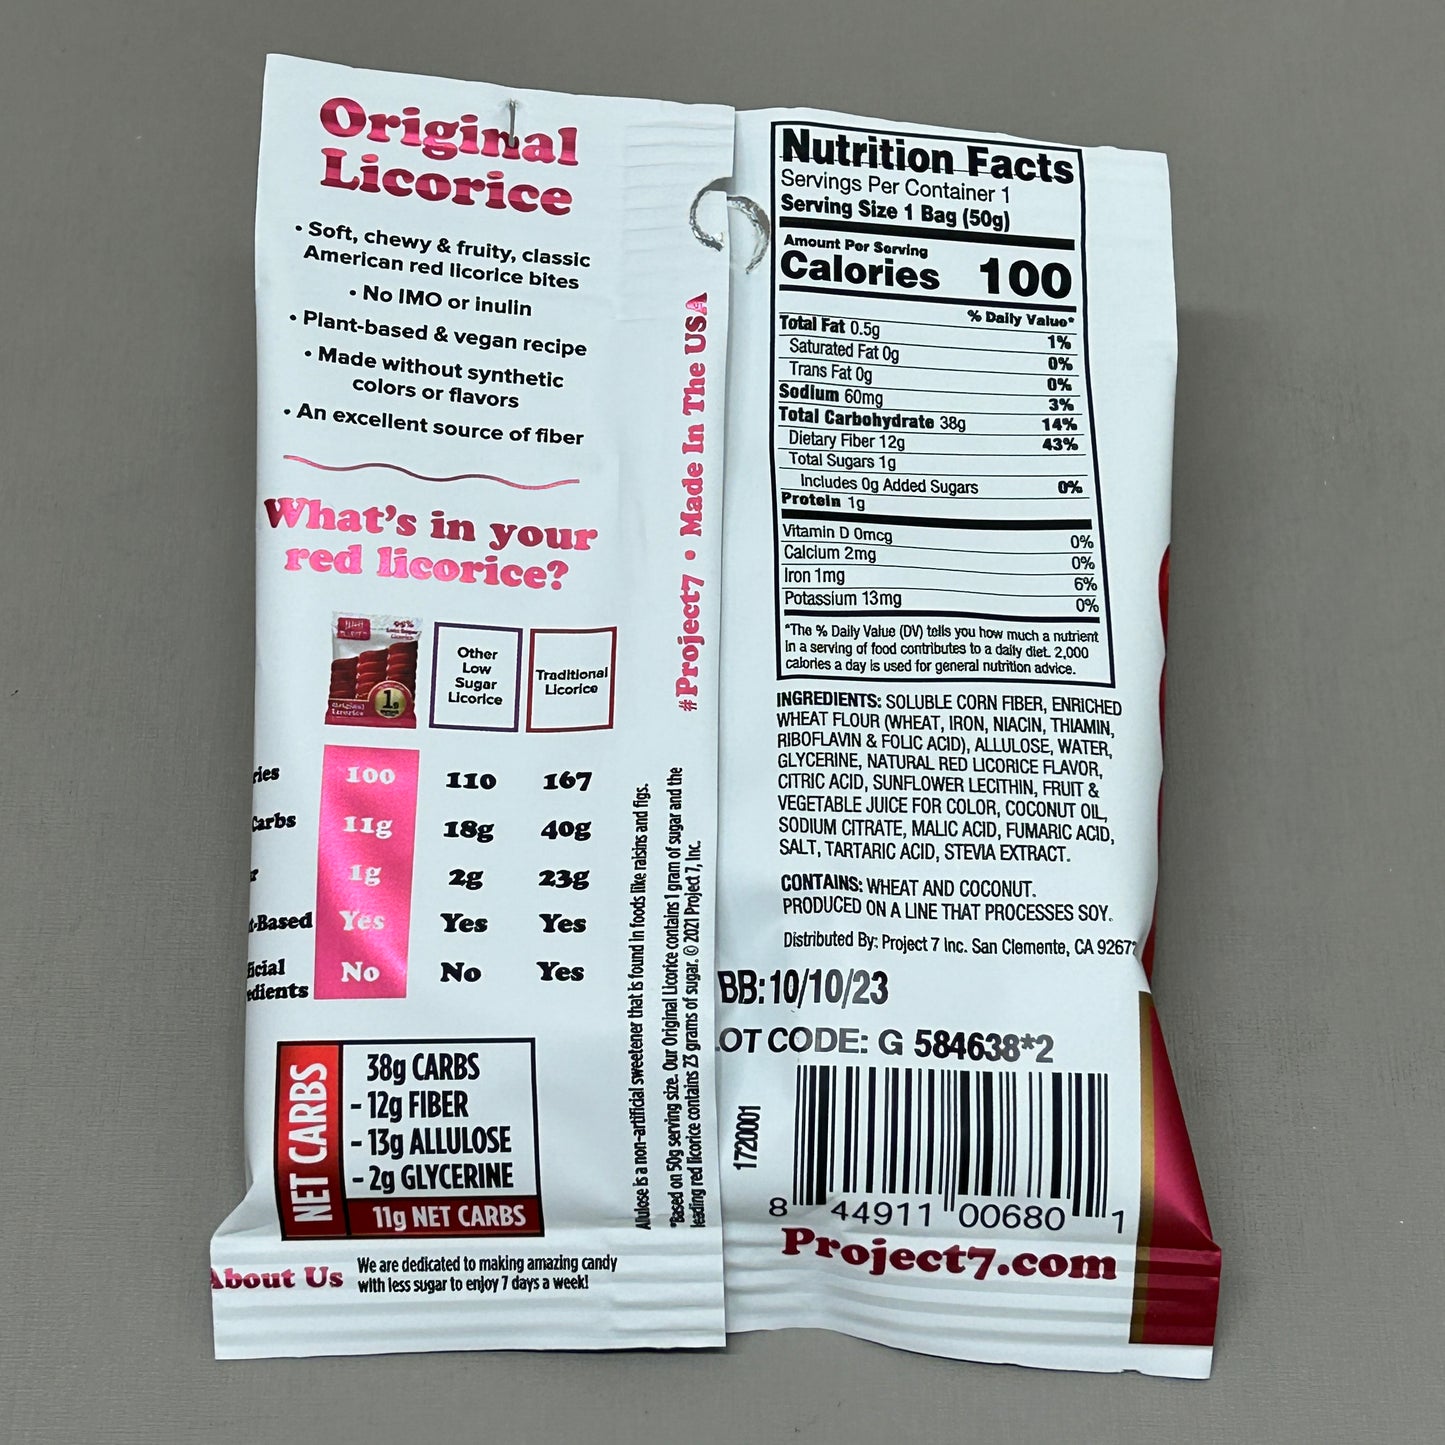 Original
Licorice
• Soft, chewy & fruity, classic
American red licorice bites
• No IMO or inulin
• Plant-based & vegan recipe
• Made without synthetic
colors or flavors
• An excellent source of fiber
What's in your
red licorice?
Original
Licorice
1g
Other
Low
Sugar
Licorice
Traditional
Licorice
ries 100 110 167
Carbs 11g 18g 40g
r 1g 2g 23g
t-Based Yes Yes Yes
ficial
edients No No Yes
NET CARBS
38g CARBS
- 12g FIBER
- 13g ALLULOSE
- 2g GLYCERINE
11g NET CARBS
About Us
We are dedicated to making amazing candy
with less sugar to enjoy 7 days a week!
#Project7 • Made In The USA
Allulose is a non-artificial sweetener that is found in foods like raisins and figs.
*Based on 50g serving size. Our Original Licorice contains 1 gram of sugar and the
leading red licorice contains 23 grams of sugar. © 2021 Project 7, Inc.
Nutrition Facts
Servings Per Container 1
Serving Size 1 Bag (50g)
Amount Per Serving
Calories 100
% Daily Value*
Total Fat 0.5g 1%
Saturated Fat 0g 0%
Trans Fat 0g 0%
Sodium 60mg 3%
Total Carbohydrate 38g 14%
Dietary Fiber 12g 43%
Total Sugars 1g
Includes 0g Added Sugars 0%
Protein 1g
Vitamin D 0mcg 0%
Calcium 2mg 0%
Iron 1mg 6%
Potassium 13mg 0%
*The % Daily Value (DV) tells you how much a nutrient
in a serving of food contributes to a daily diet. 2,000
calories a day is used for general nutrition advice.
INGREDIENTS: SOLUBLE CORN FIBER, ENRICHED
WHEAT FLOUR (WHEAT, IRON, NIACIN, THIAMIN,
RIBOFLAVIN & FOLIC ACID), ALLULOSE, WATER,
GLYCERINE, NATURAL RED LICORICE FLAVOR,
CITRIC ACID, SUNFLOWER LECITHIN, FRUIT &
VEGETABLE JUICE FOR COLOR, COCONUT OIL,
SODIUM CITRATE, MALIC ACID, FUMARIC ACID,
SALT, TARTARIC ACID, STEVIA EXTRACT.
CONTAINS: WHEAT AND COCONUT.
PRODUCED ON A LINE THAT PROCESSES SOY.
Distributed By: Project 7 Inc. San Clemente, CA 92672
BB: 10/10/23
LOT CODE: G 584638*2
1720001
8 44911 00680 1
Project7.com